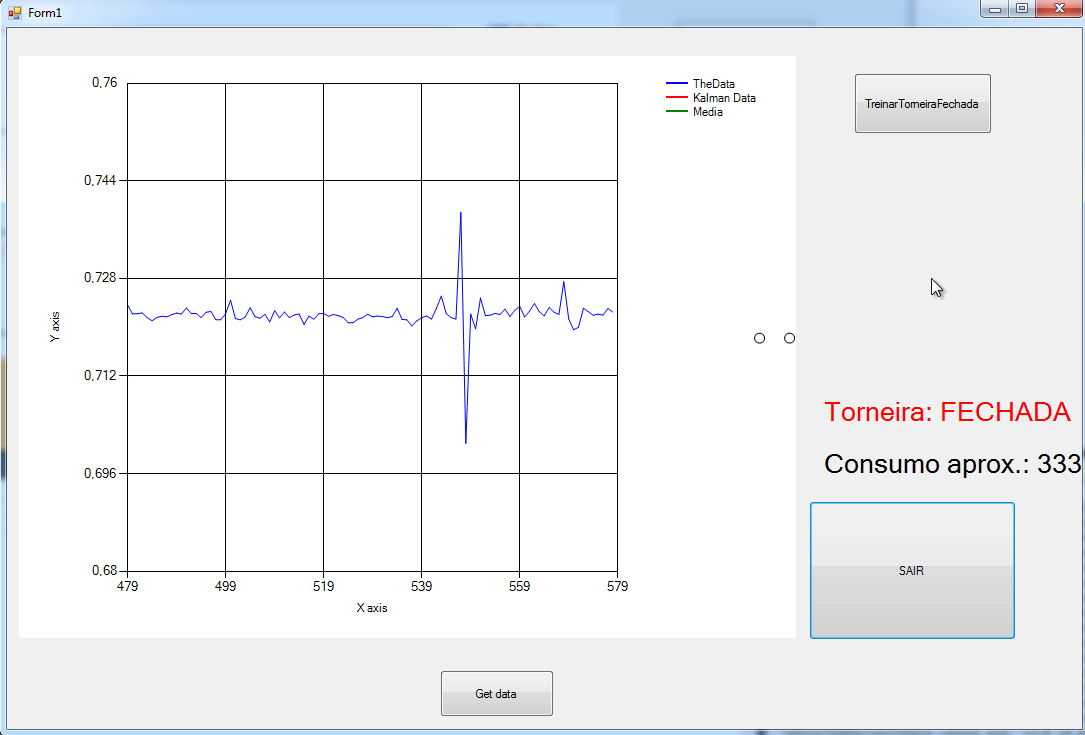 Form1
0,76
0,744
0,728
0,712
0,696
0,68
Y axis
479 499 519 539 559 579
X axis
TheData
Kalman Data
Media
TreinarTorneiraFechada
Torneira: FECHADA
Consumo aprox.: 333
SAIR
Get data